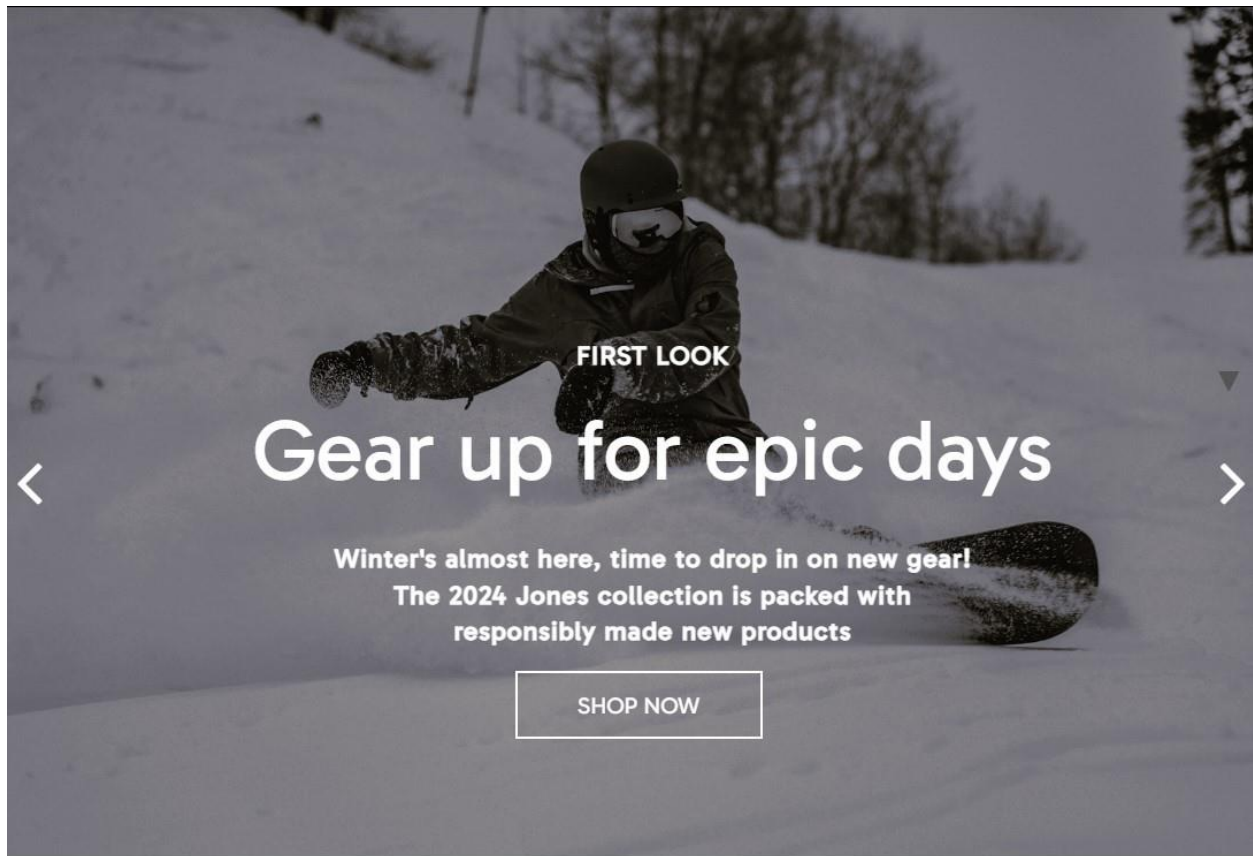 FIRST LOOK
Gear up for epic days
Winter's almost here, time to drop in on new gear!
The 2024 Jones collection is packed with
responsibly made new products
SHOP NOW